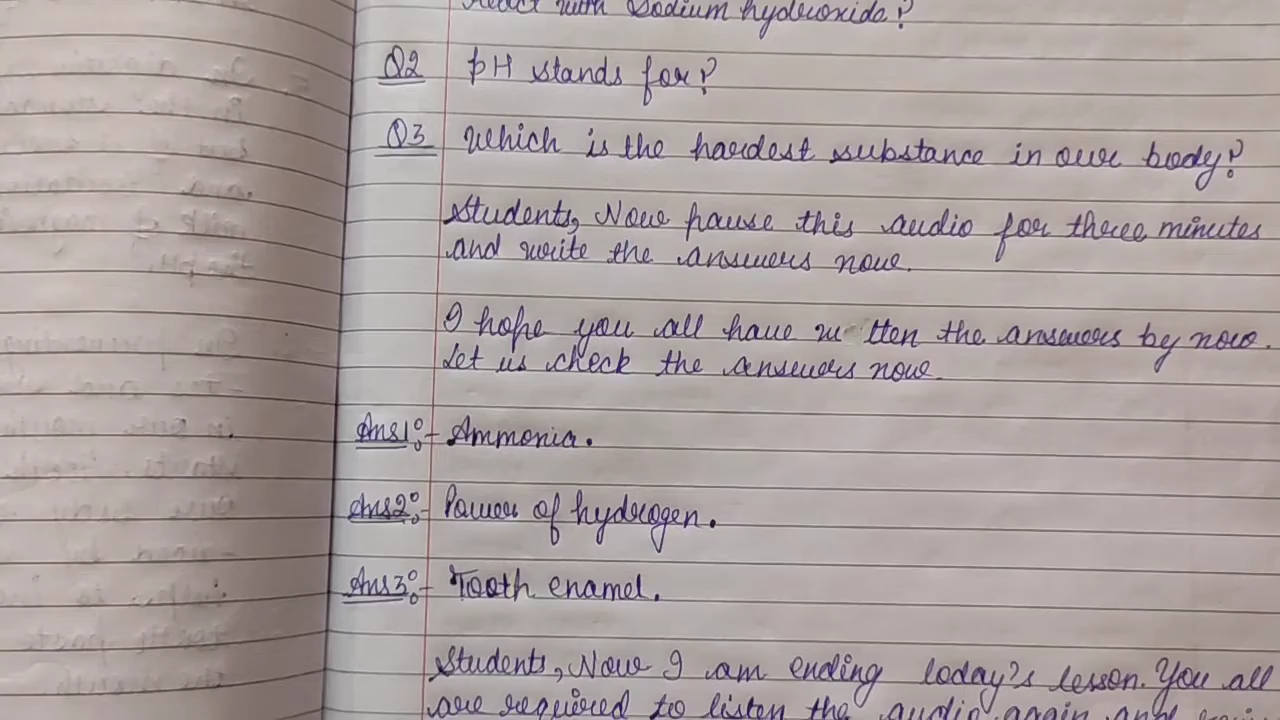 React with Sodium hydroxide?
Q2 pH stands for?
Q3 Which is the hardest substance in our body?
Students, Now pause this audio for three minutes
and write the answers now.
I hope you all have tten the answers by now.
Let us check the answers now.
Ans1:- Ammonia.
Ans2:- Power of hydrogen.
Ans3:- Tooth enamel.
Students, Now I am ending today's lesson. You all
are required to listen the audio again and